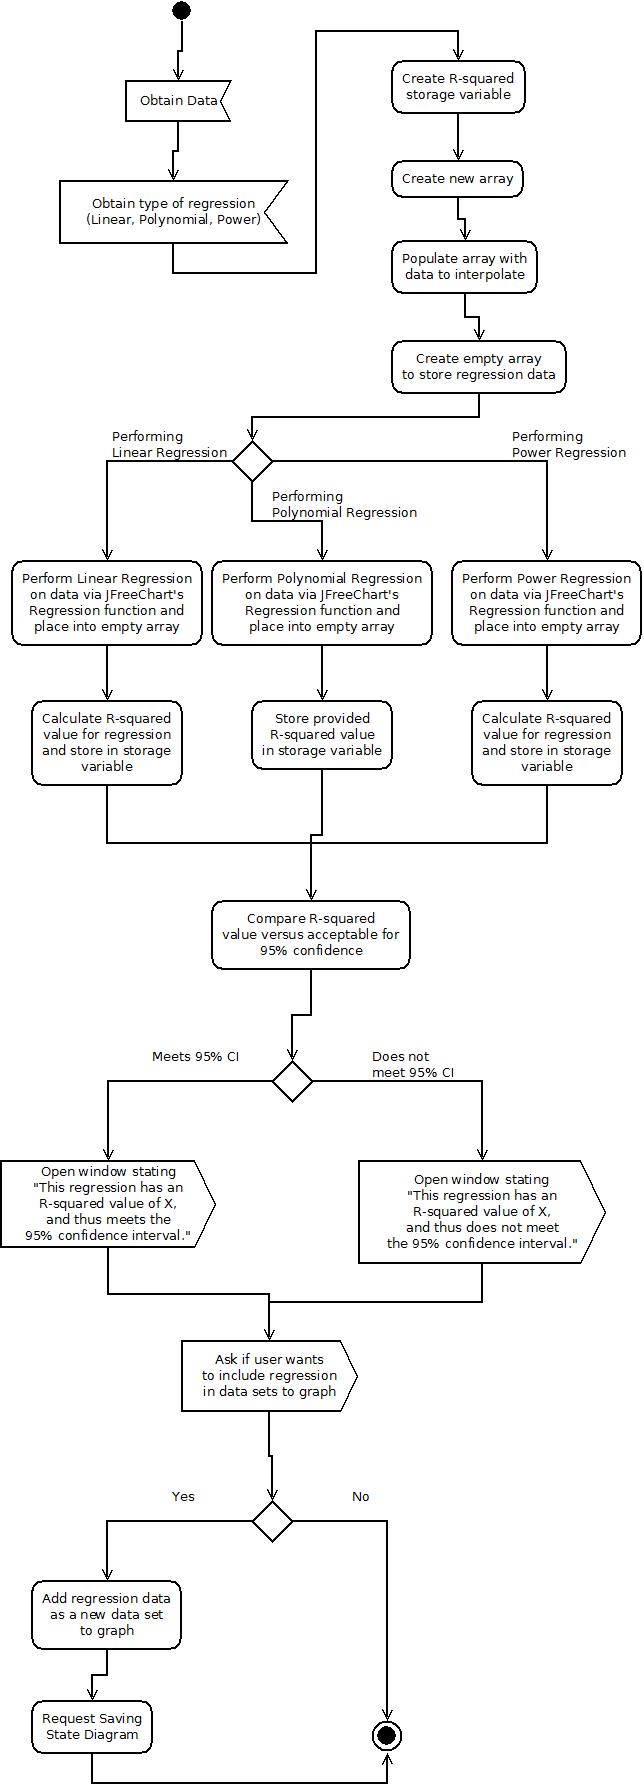 Obtain Data
Obtain type of regression
(Linear, Polynomial, Power)
Create R-squared
storage variable
Create new array
Populate array with
data to interpolate
Create empty array
to store regression data
Performing
Linear Regression
Performing
Polynomial Regression
Performing
Power Regression
Perform Linear Regression
on data via JFreeChart's
Regression function and
place into empty array
Perform Polynomial Regression
on data via JFreeChart's
Regression function and
place into empty array
Perform Power Regression
on data via JFreeChart's
Regression function and
place into empty array
Calculate R-squared
value for regression
and store in storage
variable
Store provided
R-squared value
in storage variable
Calculate R-squared
value for regression
and store in storage
variable
Compare R-squared
value versus acceptable for
95% confidence
Meets 95% CI
Does not
meet 95% CI
Open window stating
"This regression has an
R-squared value of X,
and thus meets the
95% confidence interval."
Open window stating
"This regression has an
R-squared value of X,
and thus does not meet
the 95% confidence interval."
Ask if user wants
to include regression
in data sets to graph
Yes
No
Add regression data
as a new data set
to graph
Request Saving
State Diagram